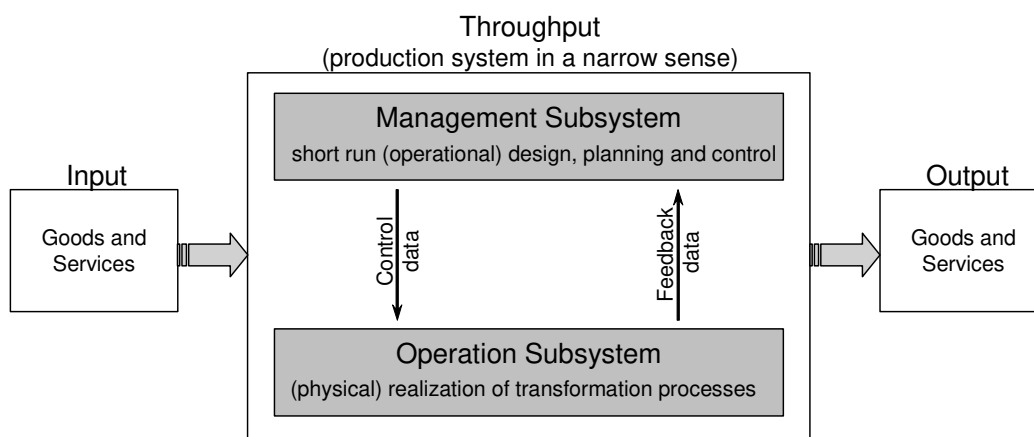 Throughput
(production system in a narrow sense)
Management Subsystem
short run (operational) design, planning and control
Input
Goods and
Services
Control
data
Feedback
data
Output
Goods and
Services
Operation Subsystem
(physical) realization of transformation processes